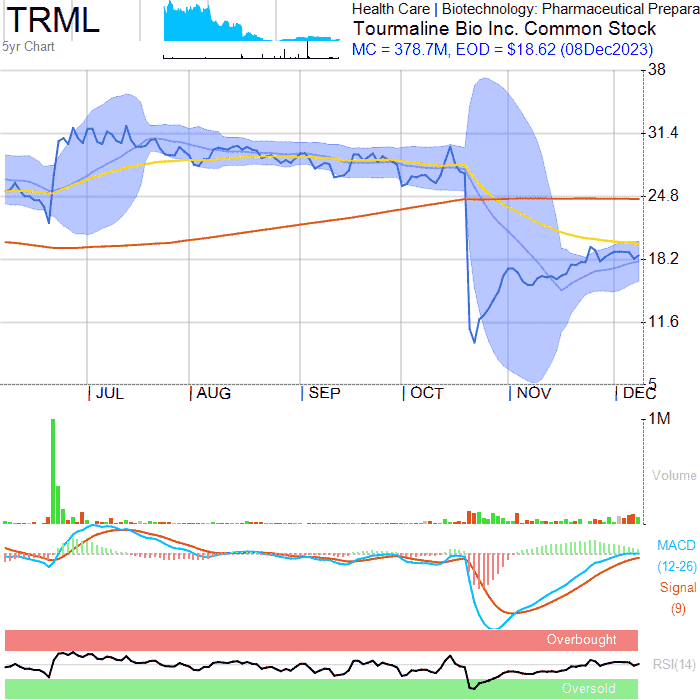 TRML
5yr Chart
Health Care | Biotechnology: Pharmaceutical Prepara
Tourmaline Bio Inc. Common Stock
MC = 378.7M, EOD = $18.62 (08Dec2023)
38
31.4
24.8
18.2
11.6
5
JUL AUG SEP OCT NOV DEC
1M
Volume
MACD
(12-26)
Signal
(9)
Overbought
RSI(14)
Oversold